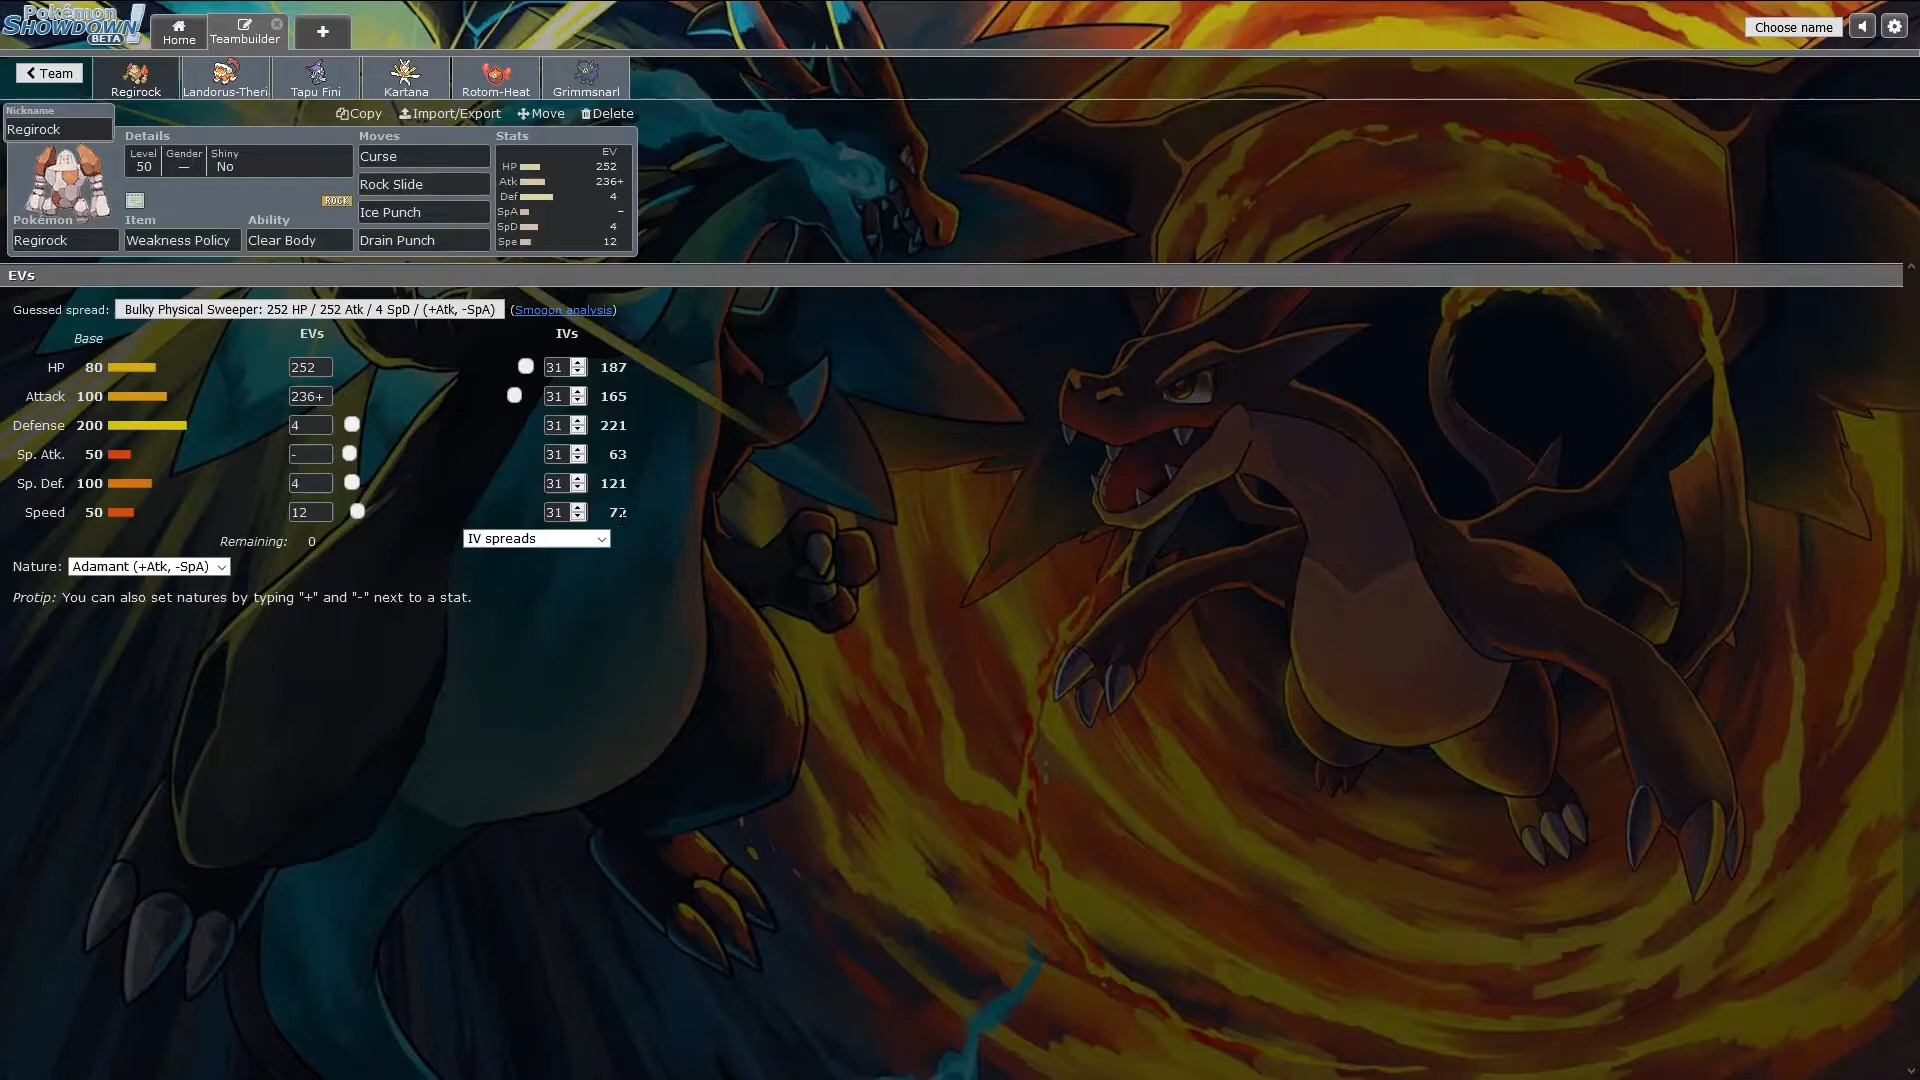 Pokémon
SHOWDOWN!
BETA
Home
Teambuilder
Choose name
Team
Regirock
Landorus-Theri
Tapu Fini
Kartana
Rotom-Heat
Grimmsnarl
Nickname
Regirock
Copy
Import/Export
Move
Delete
Details
Moves
Stats
Level
50
Gender
—
Shiny
No
Curse
Rock Slide
Ice Punch
Drain Punch
EV
HP 252
Atk 236+
Def 4
SpA –
SpD 4
Spe 12
ROCK
Pokémon
Item
Ability
Regirock
Weakness Policy
Clear Body
EVs
Guessed spread: Bulky Physical Sweeper: 252 HP / 252 Atk / 4 SpD / (+Atk, -SpA) (Smogon analysis)
Base EVs IVs
HP 80 252 31 187
Attack 100 236+ 31 165
Defense 200 4 31 221
Sp. Atk. 50 - 31 63
Sp. Def. 100 4 31 121
Speed 50 12 31 72
Remaining: 0
IV spreads
Nature: Adamant (+Atk, -SpA)
Protip: You can also set natures by typing "+" and "-" next to a stat.